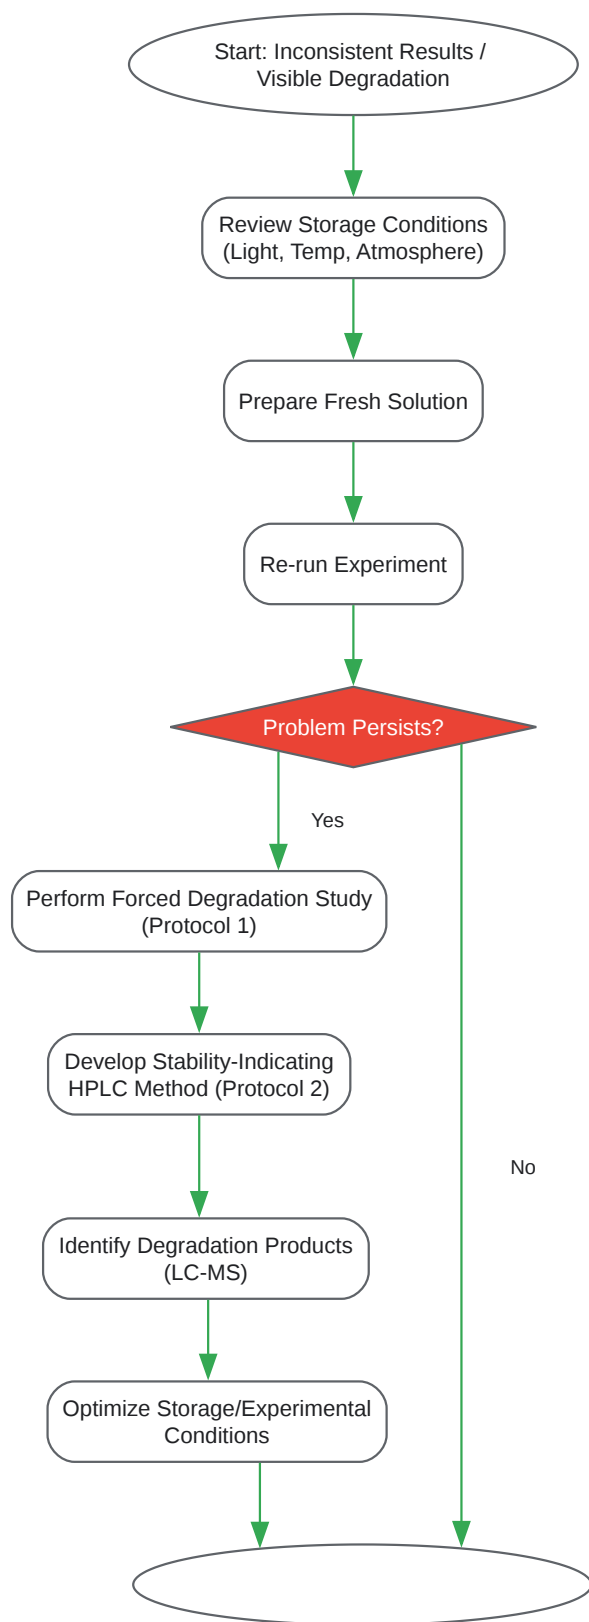 Start: Inconsistent Results /
Visible Degradation
Review Storage Conditions
(Light, Temp, Atmosphere)
Prepare Fresh Solution
Re-run Experiment
Problem Persists?
Yes
Perform Forced Degradation Study
(Protocol 1)
Develop Stability-Indicating
HPLC Method (Protocol 2)
No
Identify Degradation Products
(LC-MS)
Optimize Storage/Experimental
Conditions